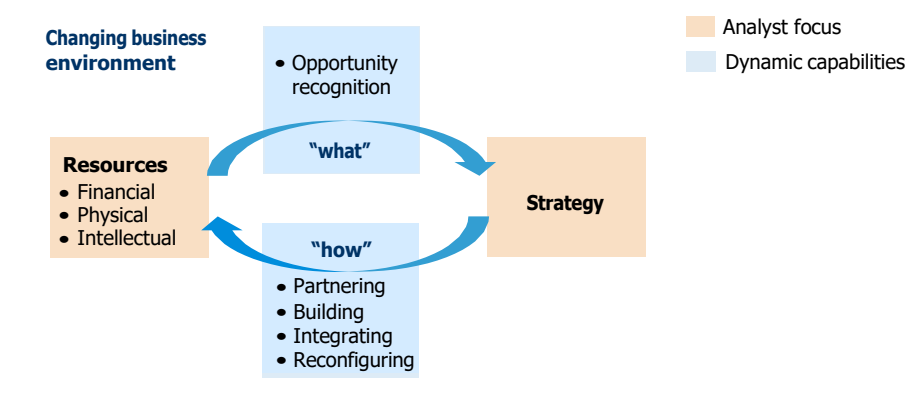 Changing business
environment
• Opportunity
recognition
"what"
Analyst focus
Dynamic capabilities
Resources
• Financial
• Physical
• Intellectual
Strategy
"how"
• Partnering
• Building
• Integrating
• Reconfiguring